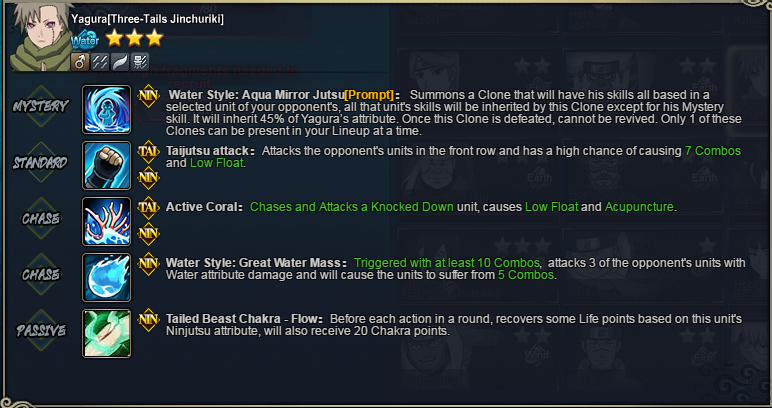 Yagura[Three-Tails Jinchuriki]
Water
MYSTERY
NIN
Water Style: Aqua Mirror Jutsu[Prompt]: Summons a Clone that will have his skills all based in a
selected unit of your opponent's, all that unit's skills will be inherited by this Clone except for his Mystery
skill. It will inherit 45% of Yagura's attribute. Once this Clone is defeated, cannot be revived. Only 1 of these
Clones can be present in your Lineup at a time.
STANDARD
TAI
NIN
Taijutsu attack: Attacks the opponent's units in the front row and has a high chance of causing 7 Combos
and Low Float.
CHASE
TAI
NIN
Active Coral: Chases and Attacks a Knocked Down unit, causes Low Float and Acupuncture.
CHASE
NIN
Water Style: Great Water Mass: Triggered with at least 10 Combos, attacks 3 of the opponent's units with
Water attribute damage and will cause the units to suffer from 5 Combos.
PASSIVE
NIN
Tailed Beast Chakra - Flow: Before each action in a round, recovers some Life points based on this unit's
Ninjutsu attribute, will also receive 20 Chakra points.
Earth
Earth